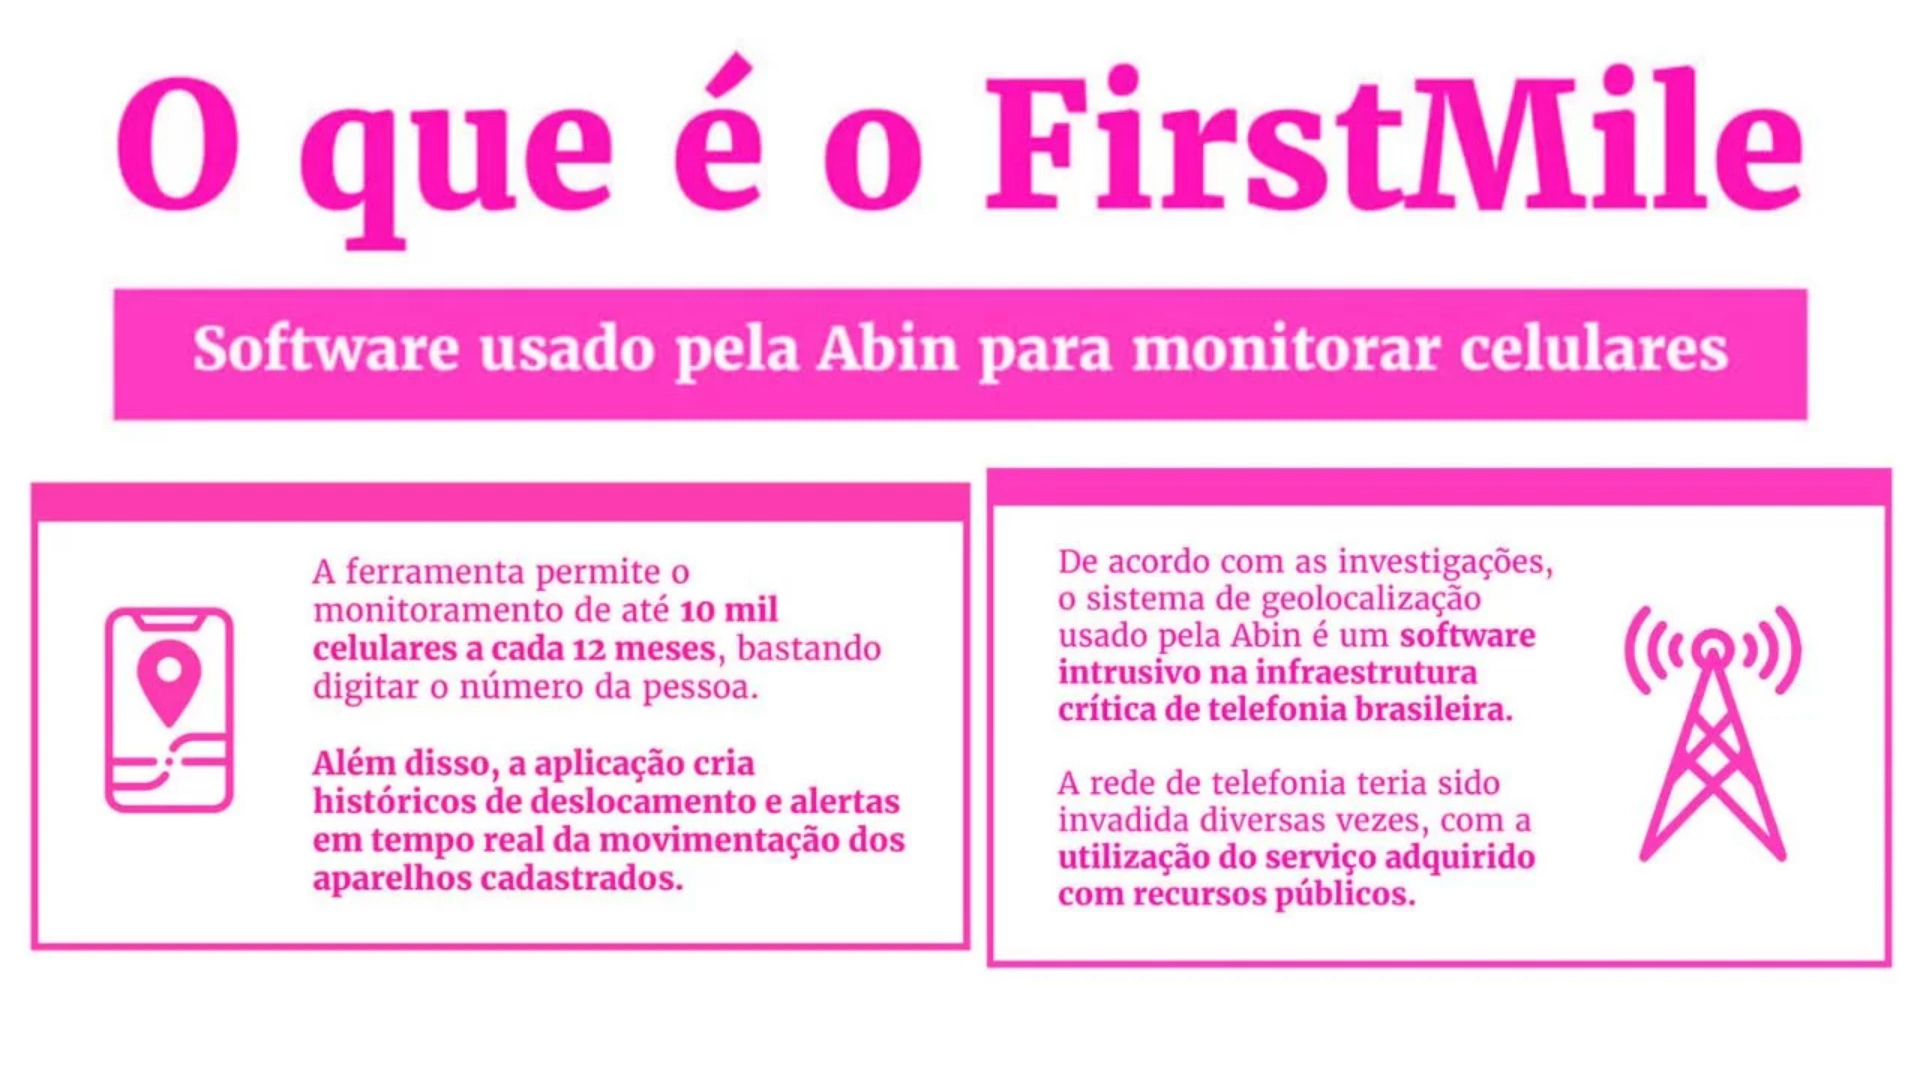 O que é o FirstMile
Software usado pela Abin para monitorar celulares
A ferramenta permite o
monitoramento de até 10 mil
celulares a cada 12 meses, bastando
digitar o número da pessoa.
Além disso, a aplicação cria
históricos de deslocamento e alertas
em tempo real da movimentação dos
aparelhos cadastrados.
De acordo com as investigações,
o sistema de geolocalização
usado pela Abin é um software
intrusivo na infraestrutura
crítica de telefonia brasileira.
A rede de telefonia teria sido
invadida diversas vezes, com a
utilização do serviço adquirido
com recursos públicos.